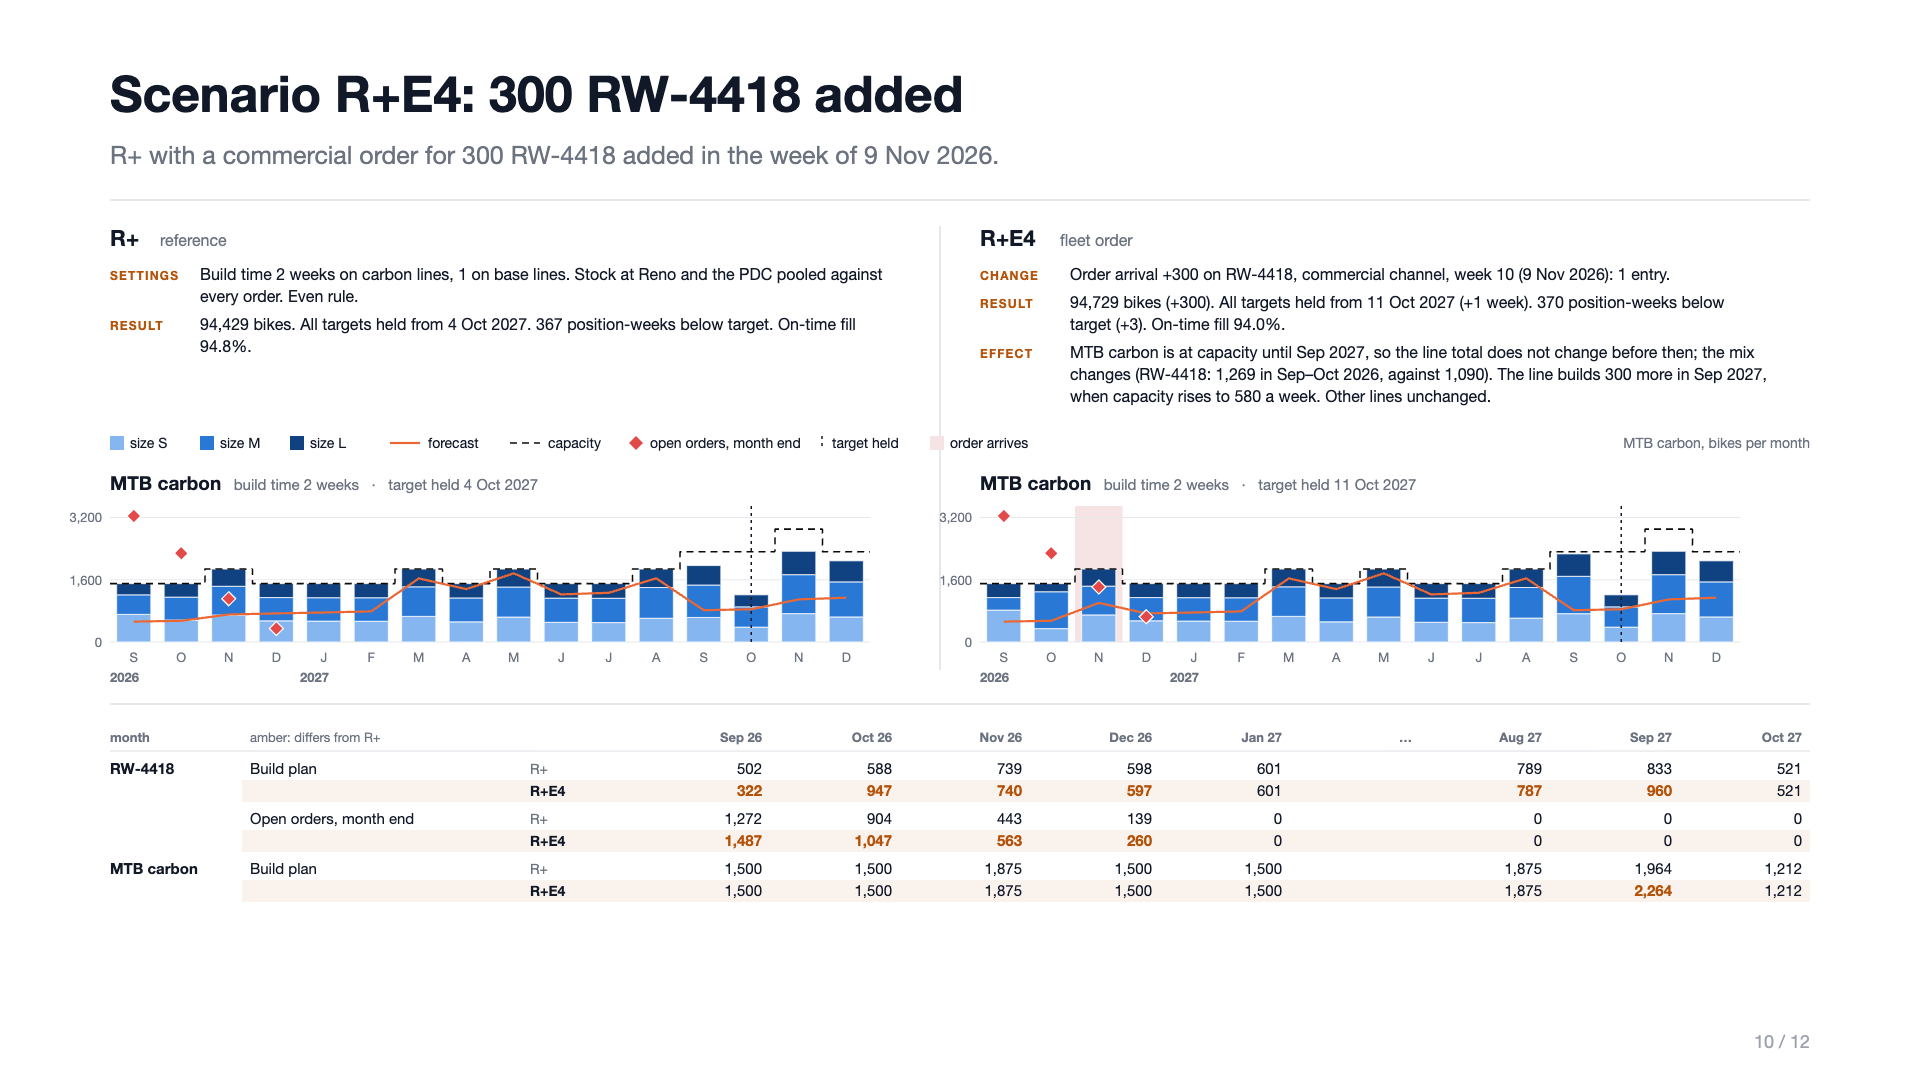 Scenario R+E4: 300 RW-4418 added
R+ with a commercial order for 300 RW-4418 added in the week of 9 Nov 2026.
R+ reference
SETTINGS Build time 2 weeks on carbon lines, 1 on base lines. Stock at Reno and the PDC pooled against
every order. Even rule.
RESULT 94,429 bikes. All targets held from 4 Oct 2027. 367 position-weeks below target. On-time fill
94.8%.
R+E4 fleet order
CHANGE Order arrival +300 on RW-4418, commercial channel, week 10 (9 Nov 2026): 1 entry.
RESULT 94,729 bikes (+300). All targets held from 11 Oct 2027 (+1 week). 370 position-weeks below
target (+3). On-time fill 94.0%.
EFFECT MTB carbon is at capacity until Sep 2027, so the line total does not change before then; the mix
changes (RW-4418: 1,269 in Sep–Oct 2026, against 1,090). The line builds 300 more in Sep 2027,
when capacity rises to 580 a week. Other lines unchanged.
size S size M size L forecast capacity open orders, month end target held order arrives MTB carbon, bikes per month
MTB carbon build time 2 weeks · target held 4 Oct 2027
3,200
1,600
0
S O N D J F M A M J J A S O N D
2026 2027
MTB carbon build time 2 weeks · target held 11 Oct 2027
3,200
1,600
0
S O N D J F M A M J J A S O N D
2026 2027
month amber: differs from R+ Sep 26 Oct 26 Nov 26 Dec 26 Jan 27 ... Aug 27 Sep 27 Oct 27
RW-4418 Build plan R+ 502 588 739 598 601 789 833 521
R+E4 322 947 740 597 601 787 960 521
Open orders, month end R+ 1,272 904 443 139 0 0 0 0
R+E4 1,487 1,047 563 260 0 0 0 0
MTB carbon Build plan R+ 1,500 1,500 1,875 1,500 1,500 1,875 1,964 1,212
R+E4 1,500 1,500 1,875 1,500 1,500 1,875 2,264 1,212
10 / 12